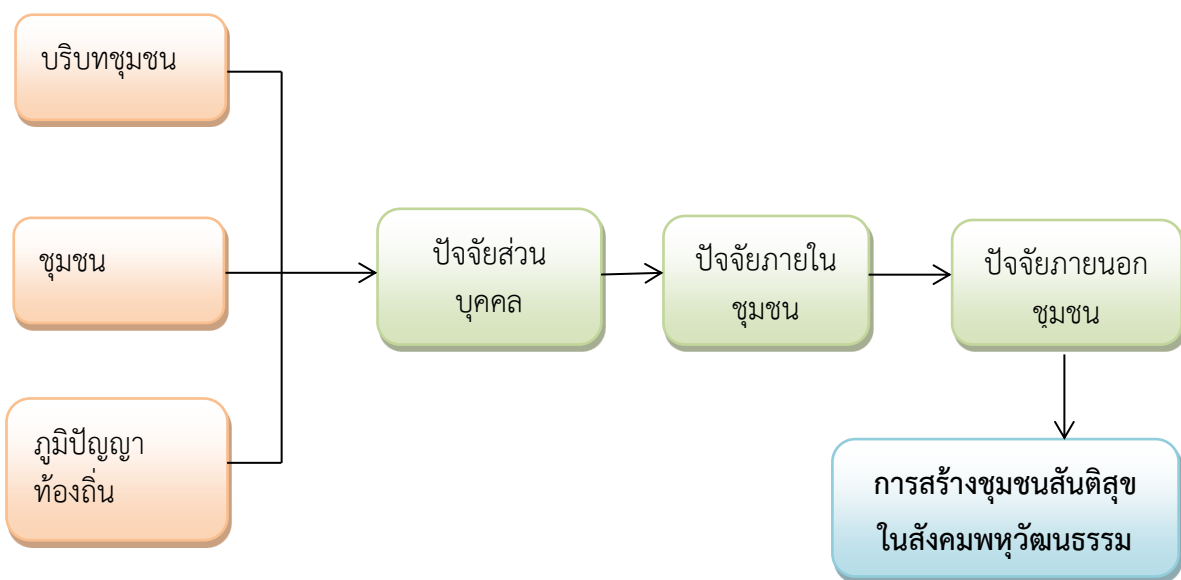 บริบทชุมชน
ชุมชน
ภูมิปัญญา
ท้องถิ่น
ปัจจัยส่วน
บุคคล
ปัจจัยภายใน
ชุมชน
ปัจจัยภายนอก
ชุมชน
การสร้างชุมชนสันติสุข
ในสังคมพหุวัฒนธรรม